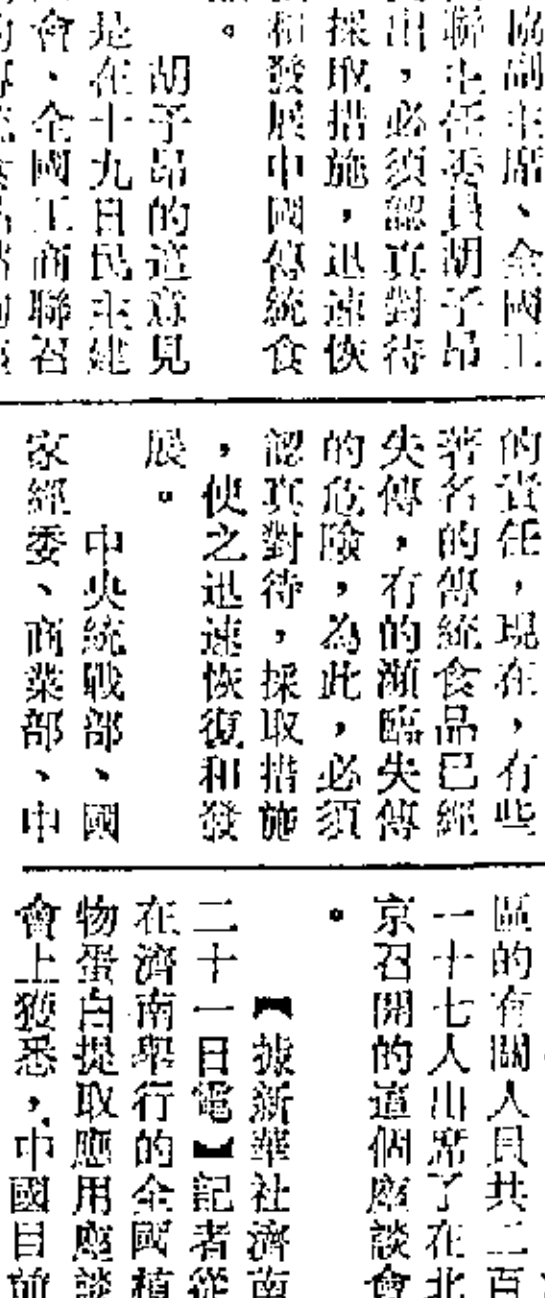 協副主席、全國工
聯主任委員胡子昂
出,必須認真對待
採取措施,迅速恢
和發展中國傳統食
。
胡子昂的這意見
是在十九日民主建
會、全國工商聯召
的責任,現在,有些
著名的傳統食品已經
失傳,有的瀕臨失傳
的危險,為此,必須
認真對待,採取措施
,使之迅速恢復和發
展。
中央統戰部、國
家經委、商業部、中
區的有關人員共二百
一十七人出席了在北
京召開的這個座談會
。
【據新華社濟南
二十一日電】記者從
在濟南舉行的全國植
物蛋白提取應用座談
會上獲悉,中國目前